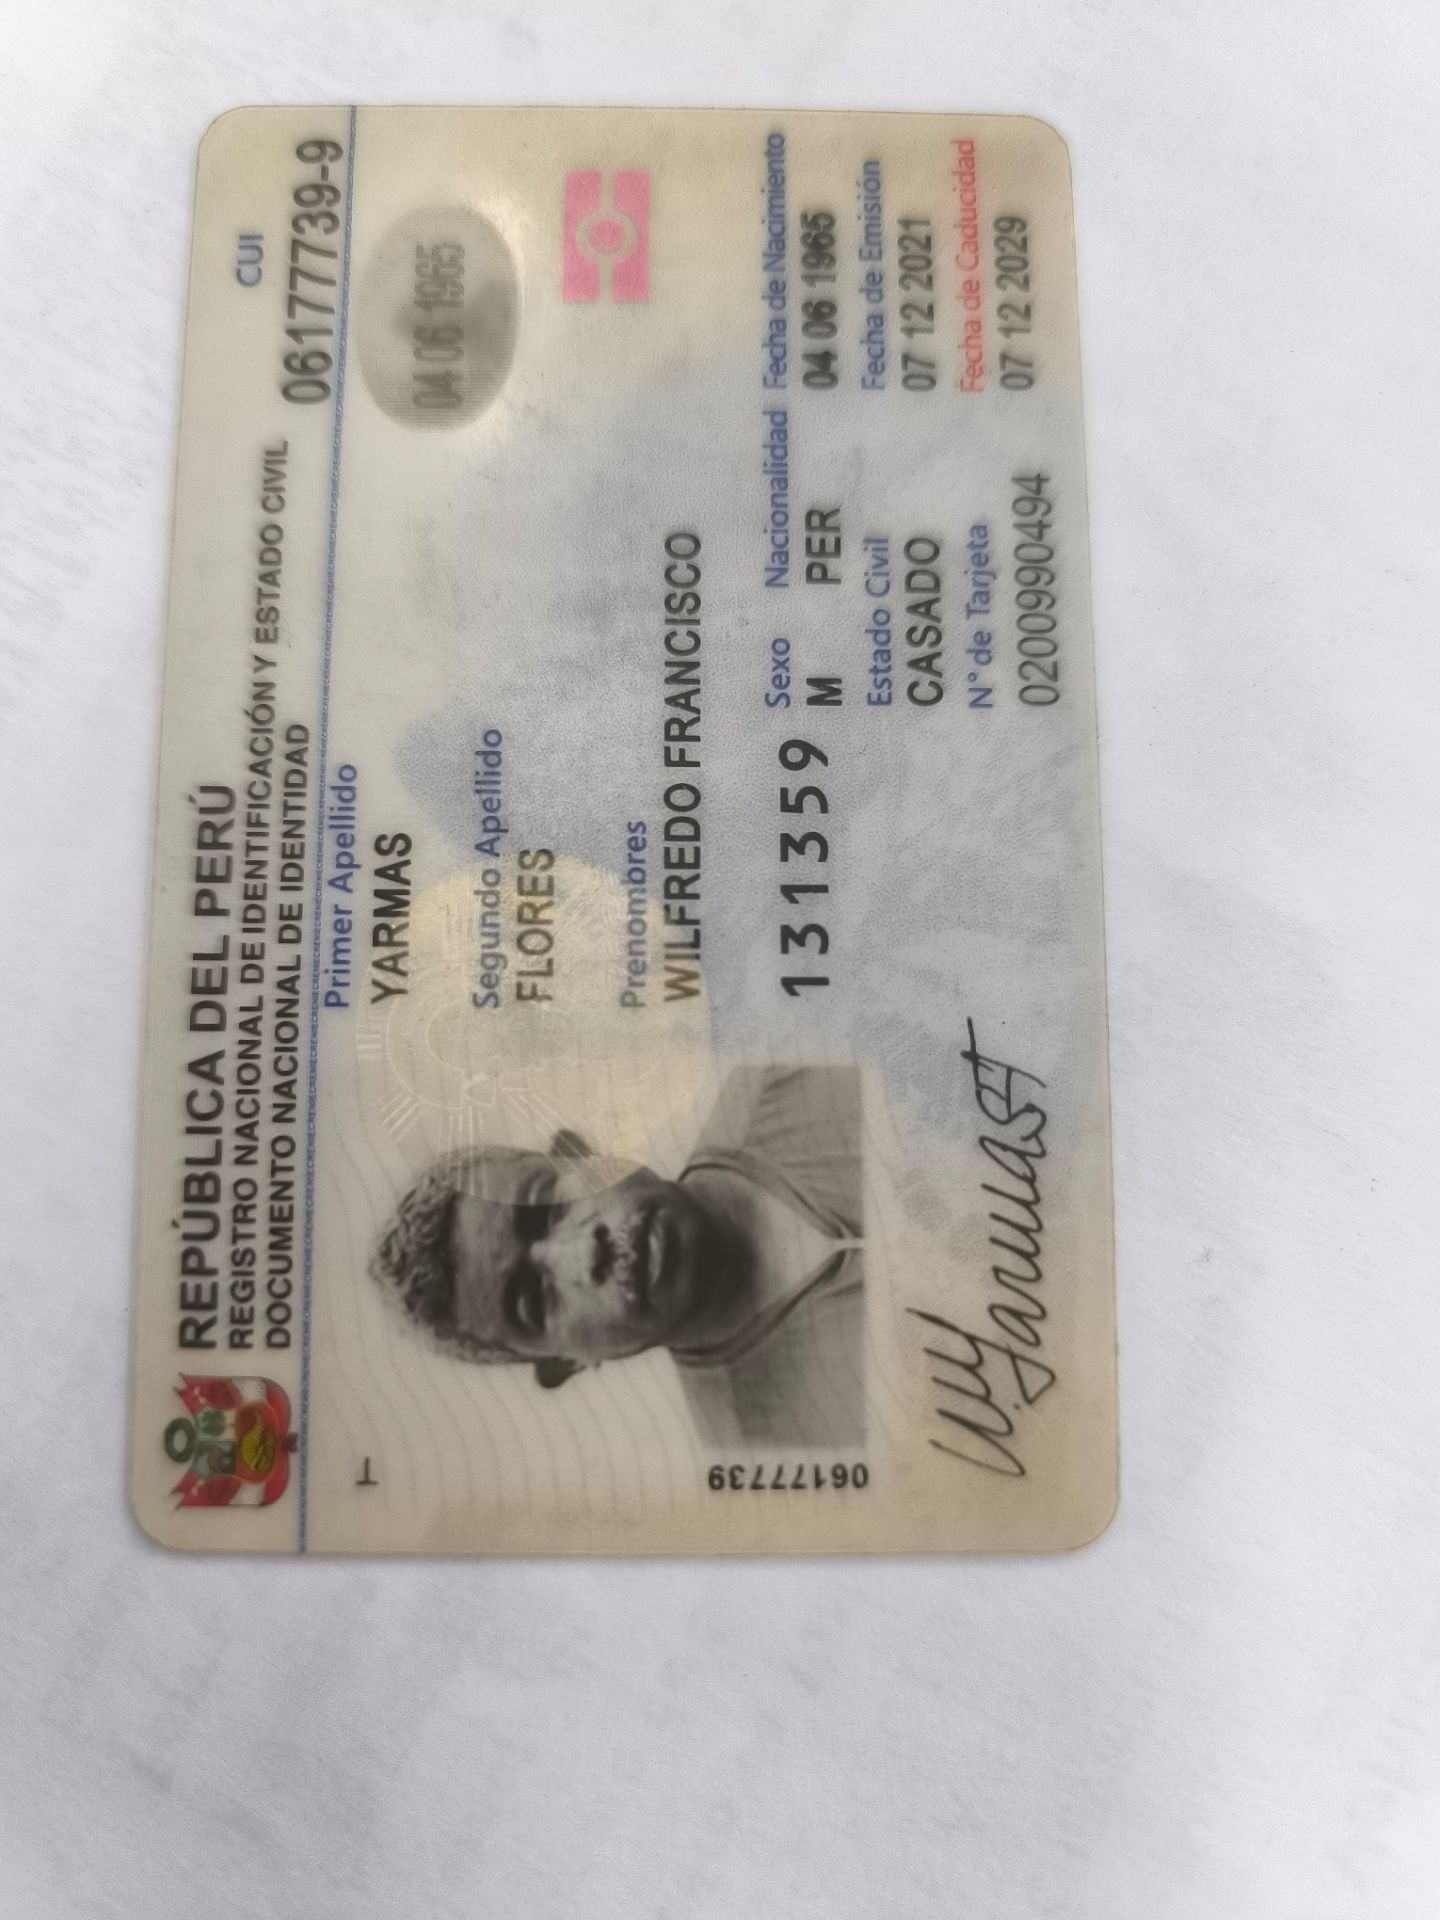 REPÚBLICA DEL PERÚ
REGISTRO NACIONAL DE IDENTIFICACIÓN Y ESTADO CIVIL
DOCUMENTO NACIONAL DE IDENTIDAD
CUI
06177739-9
Primer Apellido
YARMAS
04 06 1965
Segundo Apellido
FLORES
Prenombres
WILFREDO FRANCISCO
131359
Sexo Nacionalidad Fecha de Nacimiento
M PER 04 06 1965
Estado Civil Fecha de Emisión
CASADO 07 12 2021
N° de Tarjeta Fecha de Caducidad
0200990494 07 12 2029
06177739